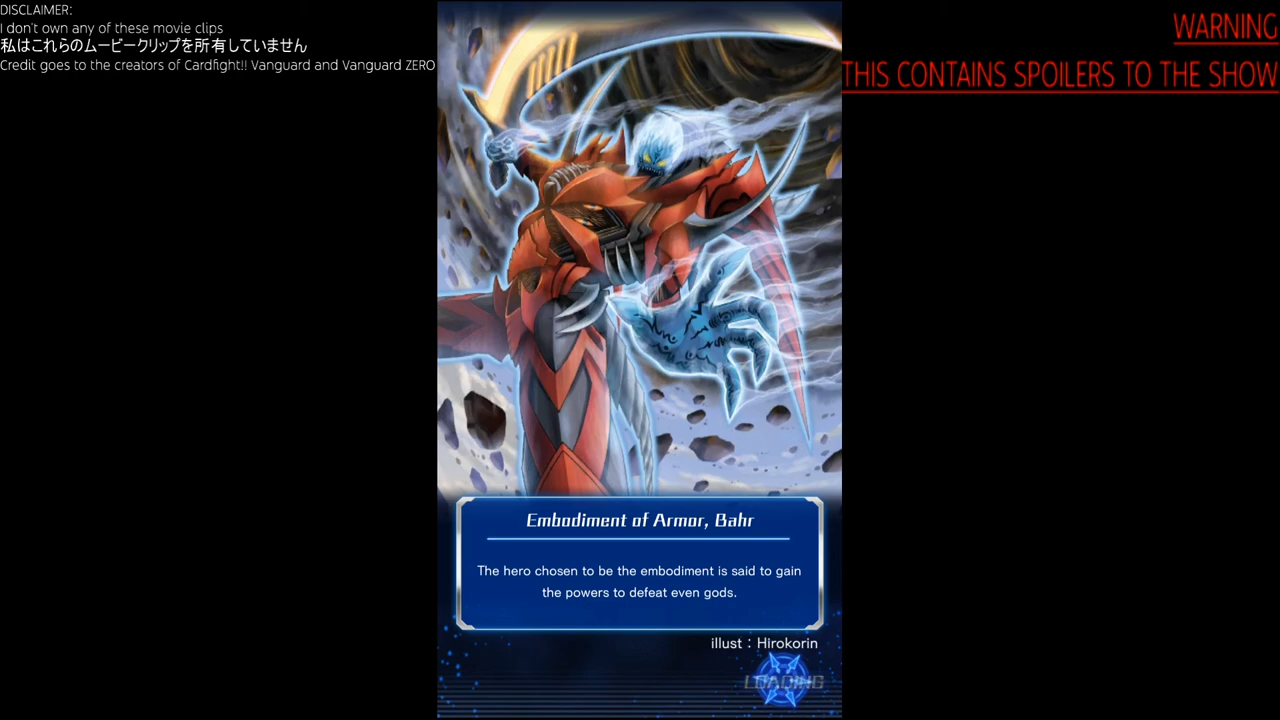 DISCLAIMER:
I don't own any of these movie clips
私はこれらのムービークリップを所有していません
Credit goes to the creators of Cardfight!! Vanguard and Vanguard ZERO
WARNING
THIS CONTAINS SPOILERS TO THE SHOW
Embodiment of Armor, Bahr
The hero chosen to be the embodiment is said to gain
the powers to defeat even gods.
illust：Hirokorin
LOADING